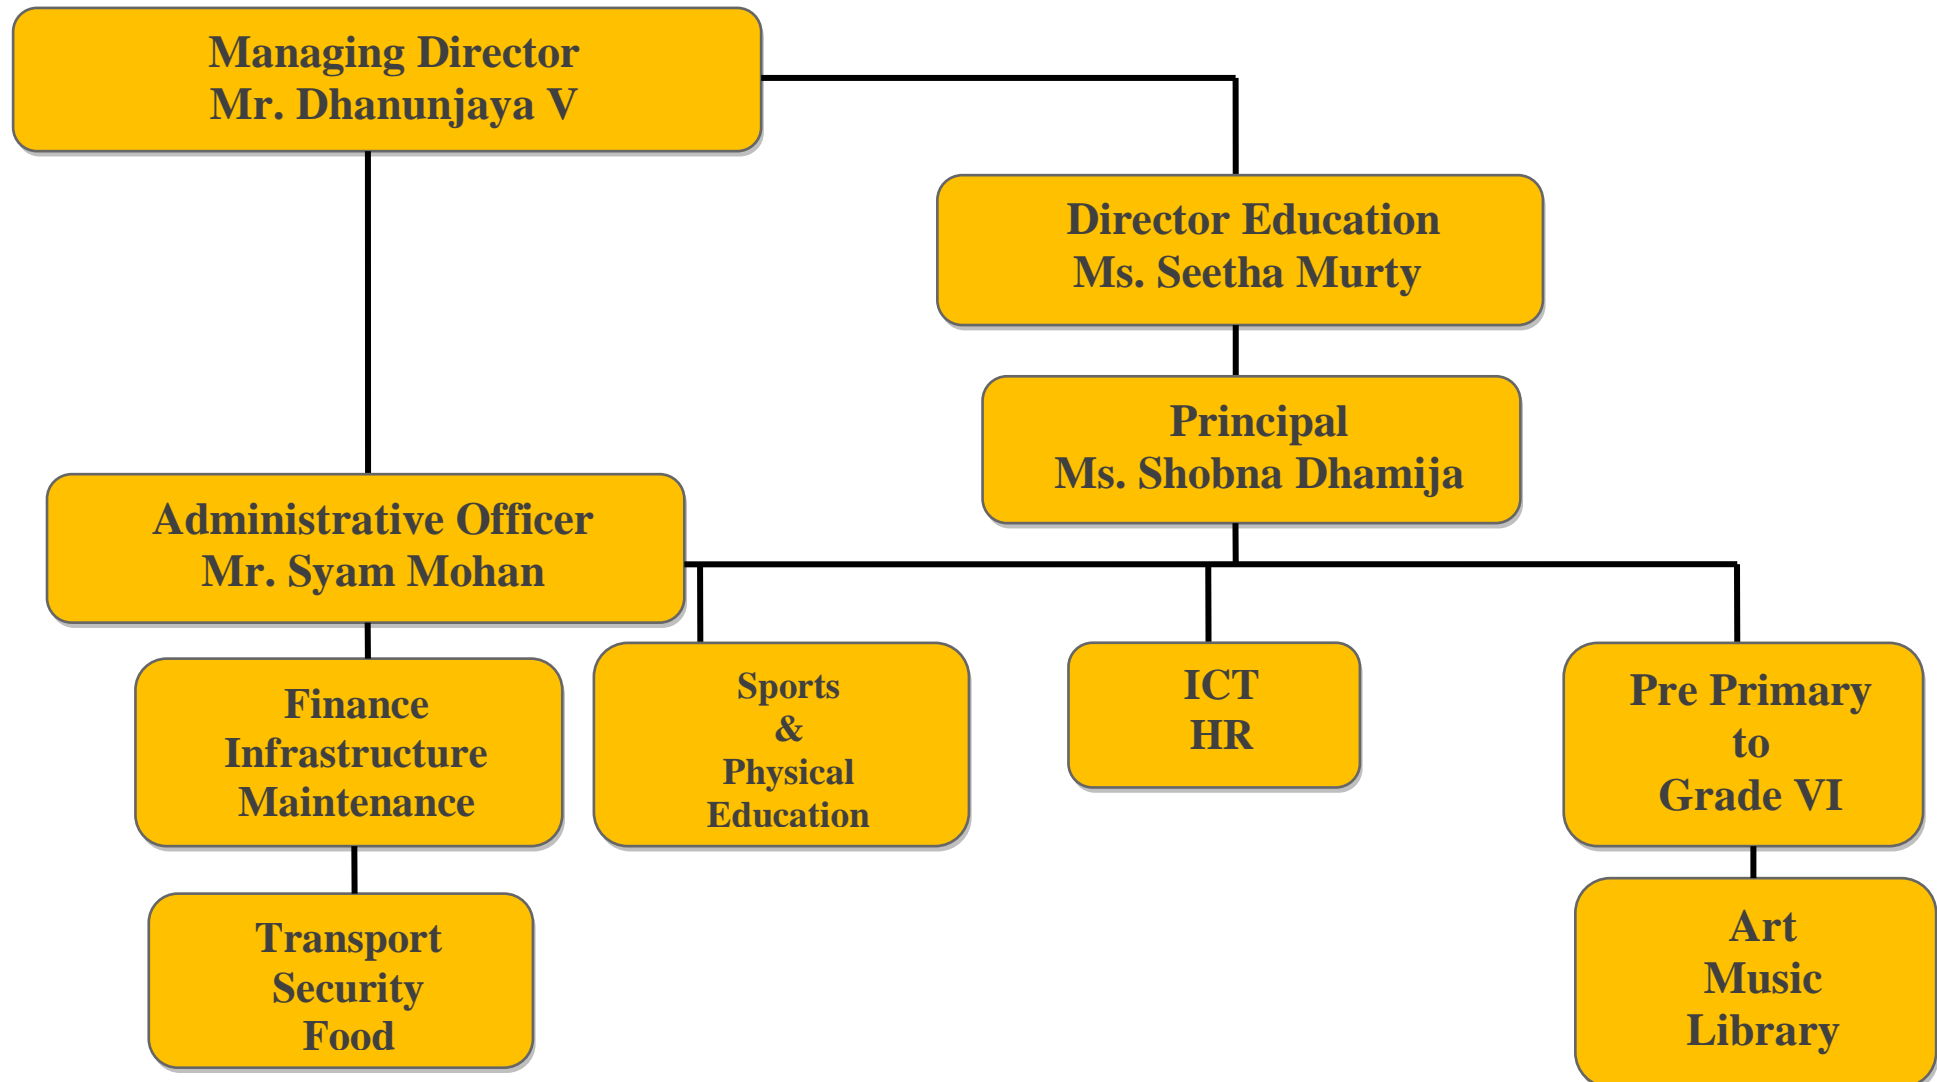 Managing Director
Mr. Dhanunjaya V
Director Education
Ms. Seetha Murty
Principal
Ms. Shobna Dhamija
Administrative Officer
Mr. Syam Mohan
Finance
Infrastructure
Maintenance
Sports
&
Physical
Education
ICT
HR
Pre Primary
to
Grade VI
Transport
Security
Food
Art
Music
Library